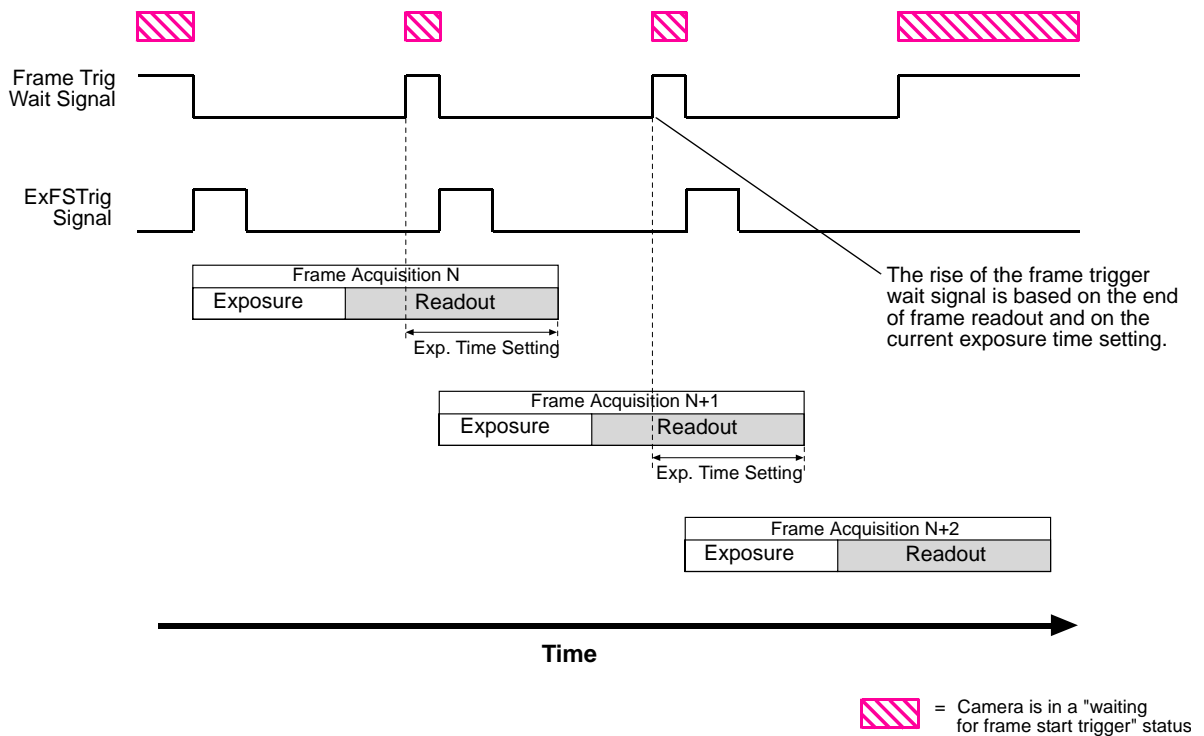 Frame Trig
Wait Signal
ExFSTrig
Signal
Frame Acquisition N
Exposure
Readout
Exp. Time Setting
The rise of the frame trigger
wait signal is based on the end
of frame readout and on the
current exposure time setting.
Frame Acquisition N+1
Exposure
Readout
Exp. Time Setting
Frame Acquisition N+2
Exposure
Readout
Time
= Camera is in a "waiting
for frame start trigger" status